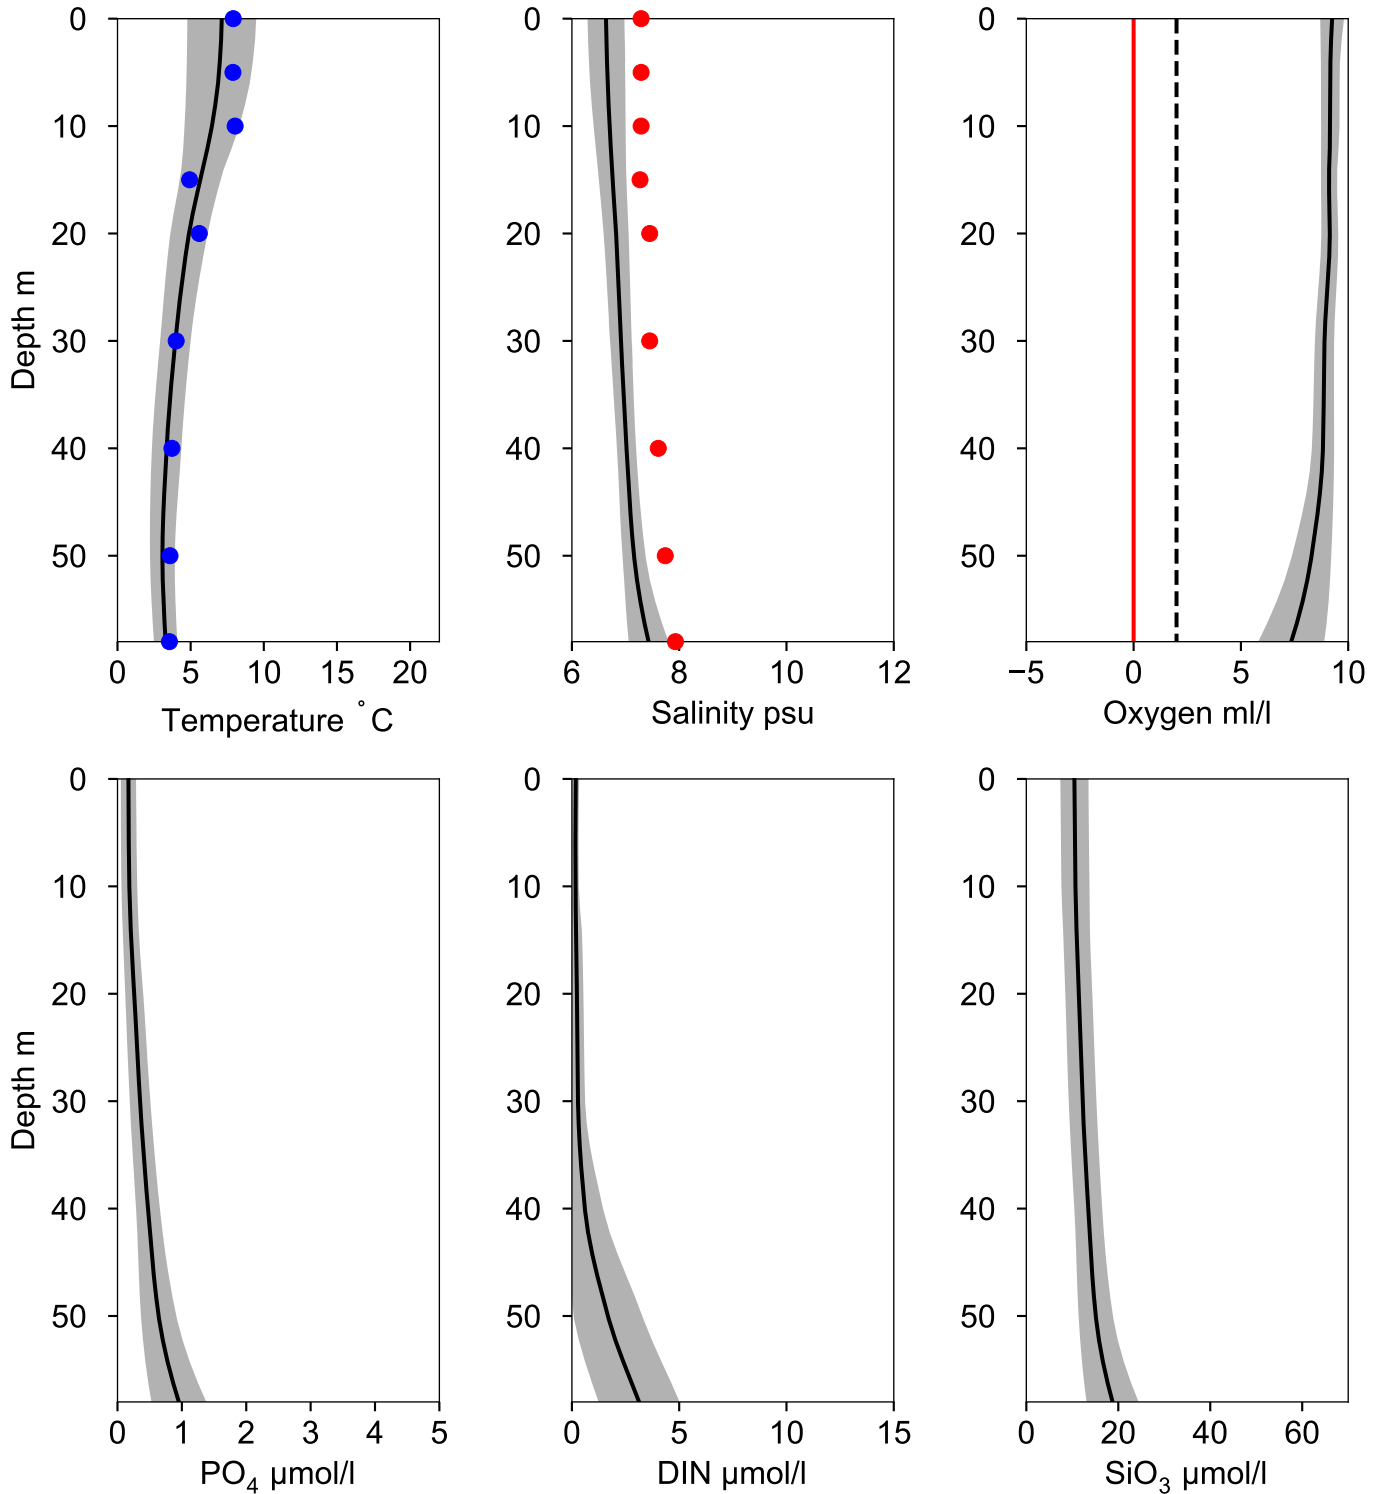 0
10
20
30
40
50
Depth m
0 5 10 15 20
Temperature °C
0
10
20
30
40
50
6 8 10 12
Salinity psu
0
10
20
30
40
50
−5 0 5 10
Oxygen ml/l
0
10
20
30
40
50
Depth m
0 1 2 3 4 5
PO4 µmol/l
0
10
20
30
40
50
0 5 10 15
DIN µmol/l
0
10
20
30
40
50
0 20 40 60
SiO3 µmol/l